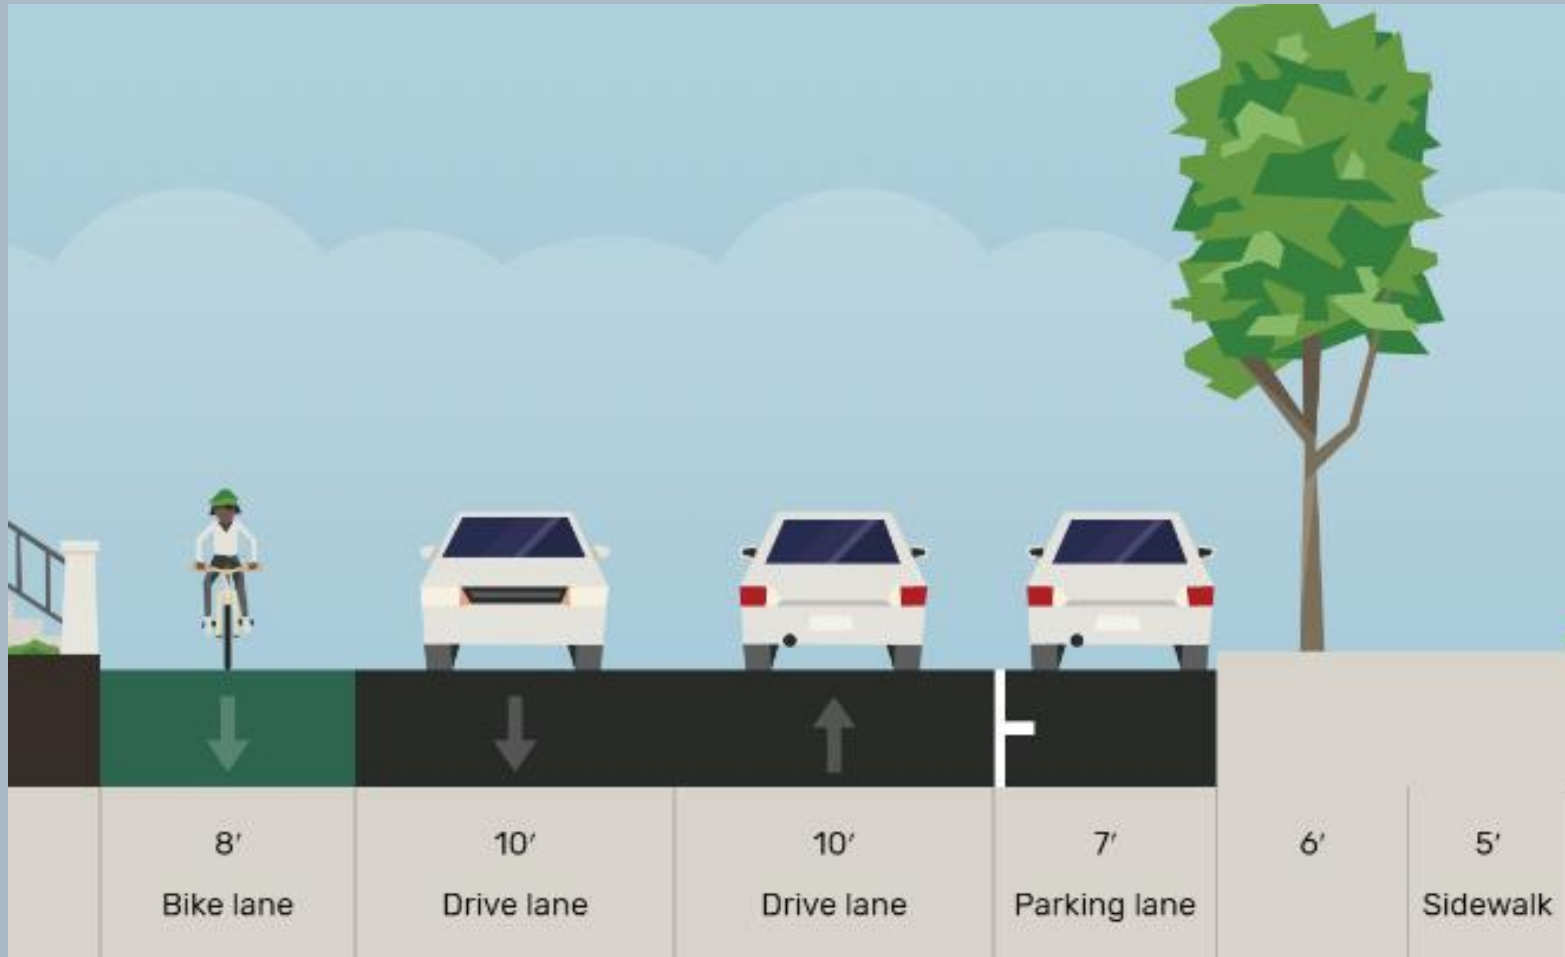 8′
Bike lane
10′
Drive lane
10′
Drive lane
7′
Parking lane
6′
5′
Sidewalk